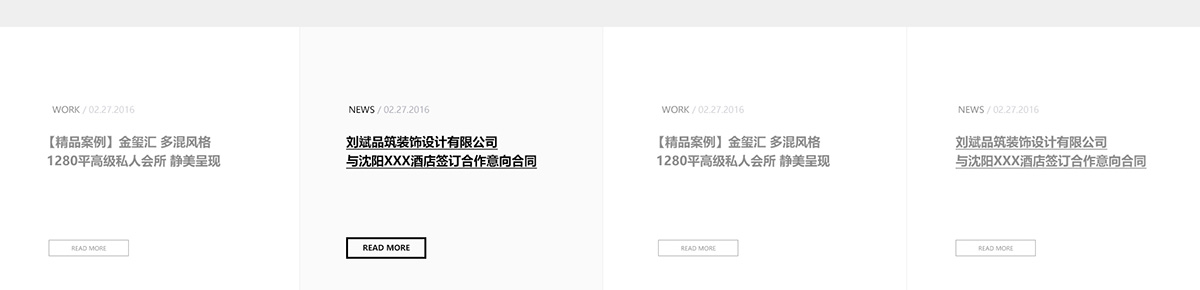 WORK / 02.27.2016
【精品案例】金玺汇 多混风格
1280平高级私人会所 静美呈现
READ MORE
NEWS / 02.27.2016
刘斌品筑装饰设计有限公司
与沈阳XXX酒店签订合作意向合同
READ MORE
WORK / 02.27.2016
【精品案例】金玺汇 多混风格
1280平高级私人会所 静美呈现
READ MORE
NEWS / 02.27.2016
刘斌品筑装饰设计有限公司
与沈阳XXX酒店签订合作意向合同
READ MORE